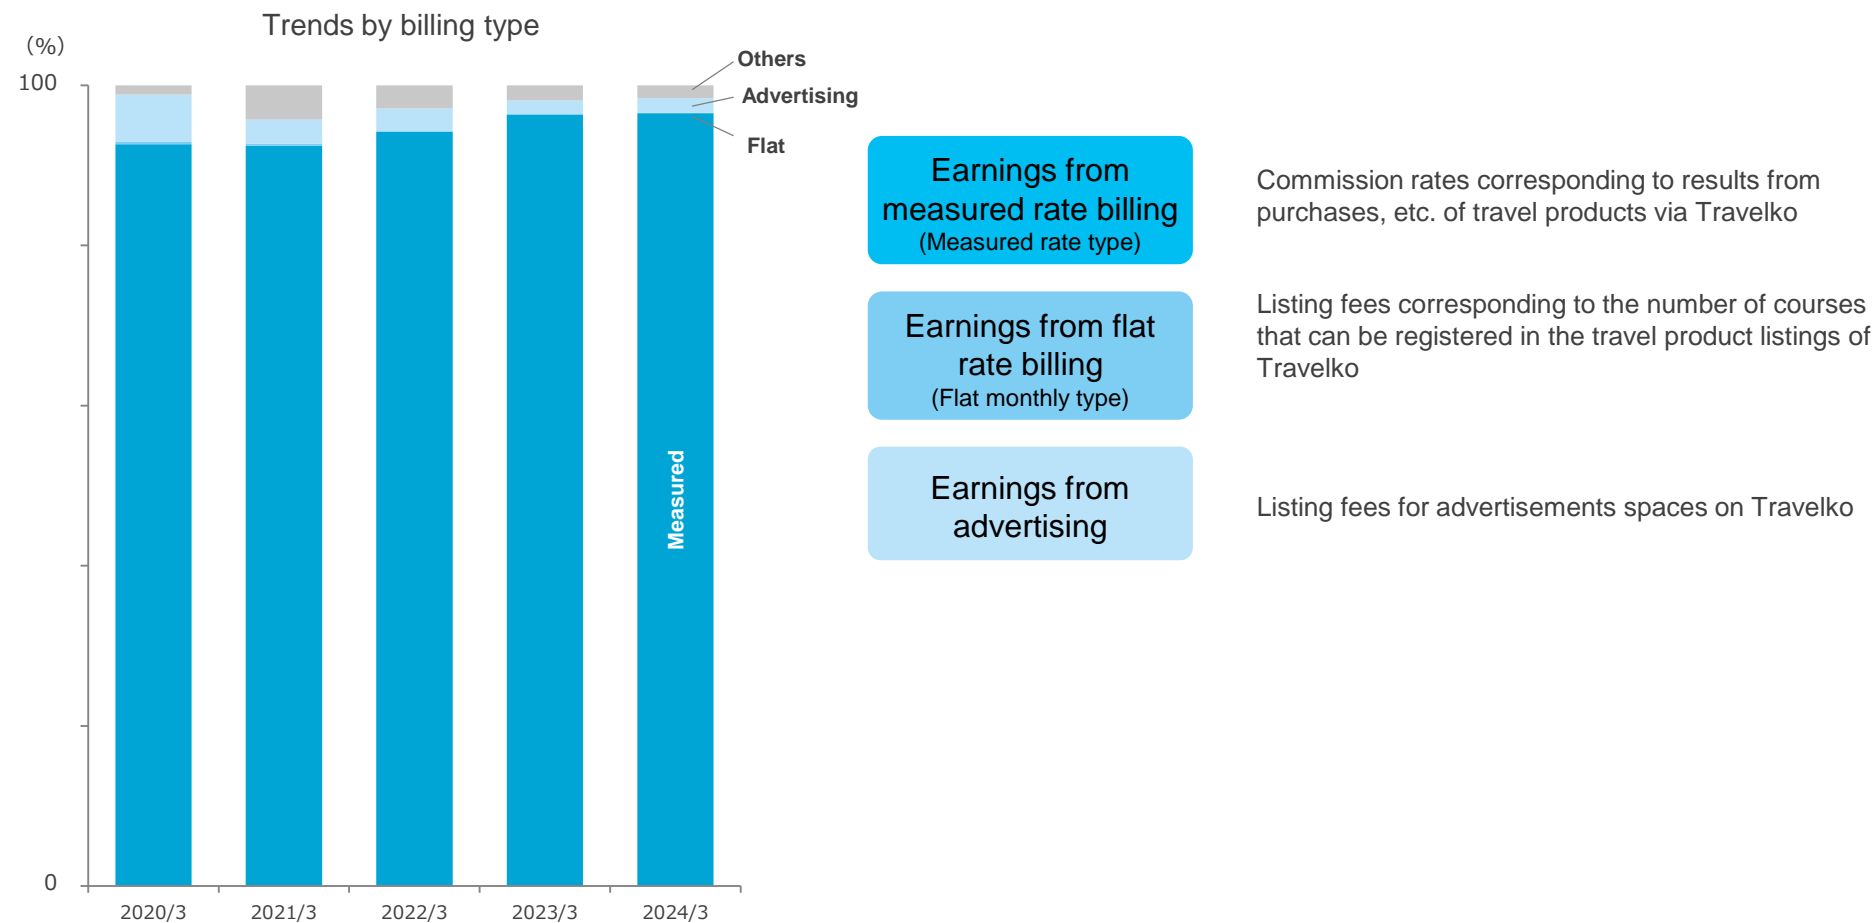 Trends by billing type
(%)
100
0
Others
Advertising
Flat
Measured
2020/3
2021/3
2022/3
2023/3
2024/3
Earnings from
measured rate billing
(Measured rate type)
Commission rates corresponding to results from
purchases, etc. of travel products via Travelko
Earnings from flat
rate billing
(Flat monthly type)
Listing fees corresponding to the number of courses
that can be registered in the travel product listings of
Travelko
Earnings from
advertising
Listing fees for advertisements spaces on Travelko